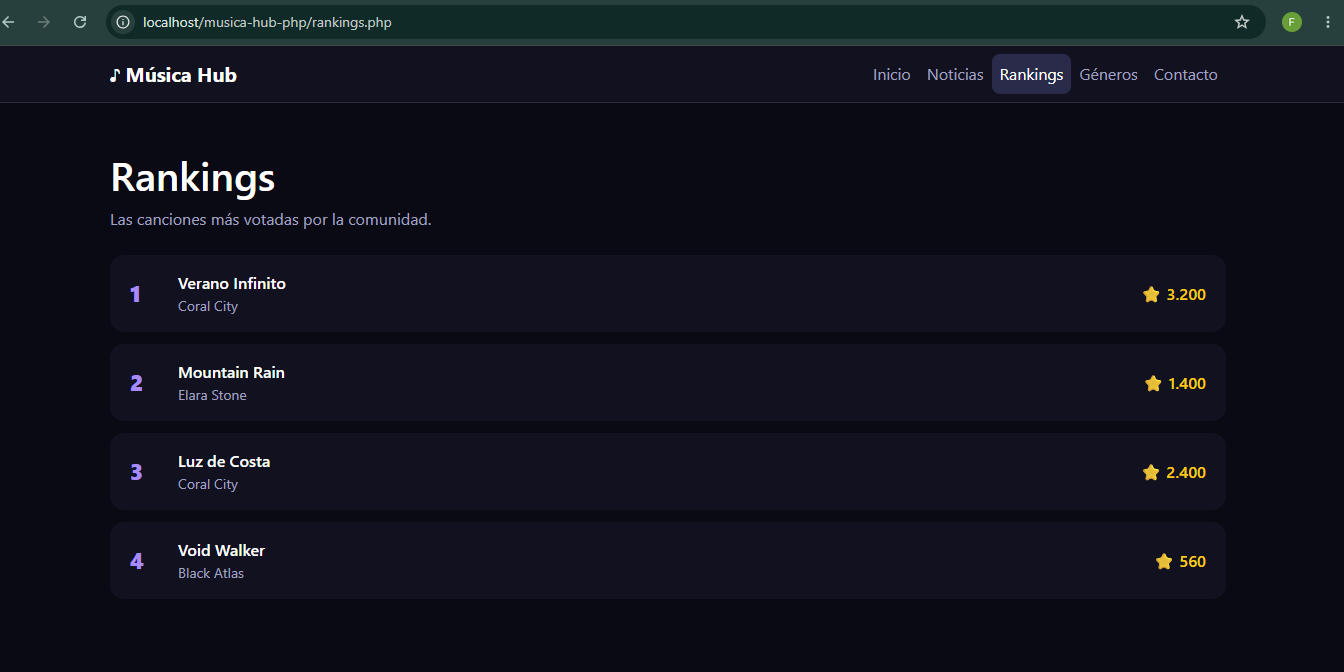 localhost/musica-hub-php/rankings.php
F
Música Hub
Inicio Noticias Rankings Géneros Contacto
Rankings
Las canciones más votadas por la comunidad.
1
Verano Infinito
Coral City
3.200
2
Mountain Rain
Elara Stone
1.400
3
Luz de Costa
Coral City
2.400
4
Void Walker
Black Atlas
560